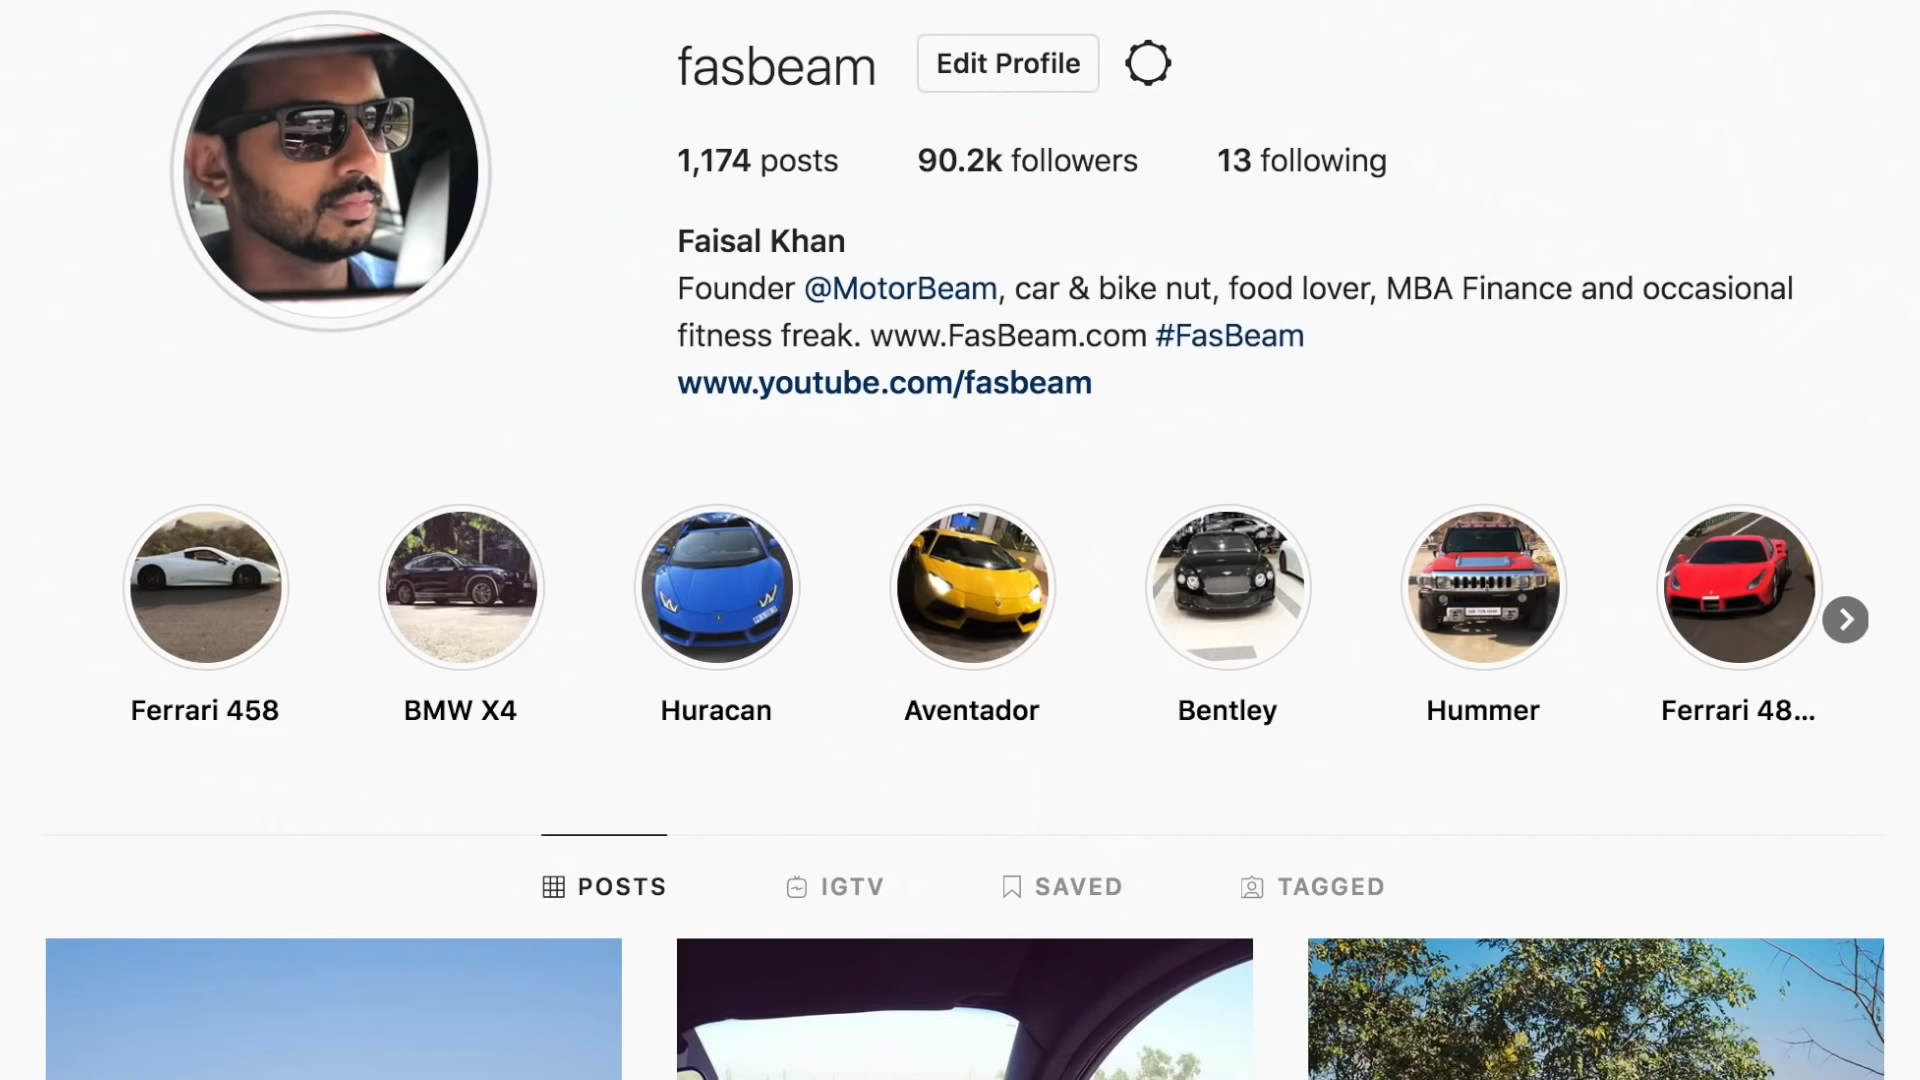 fasbeam Edit Profile
1,174 posts 90.2k followers 13 following
Faisal Khan
Founder @MotorBeam, car & bike nut, food lover, MBA Finance and occasional
fitness freak. www.FasBeam.com #FasBeam
www.youtube.com/fasbeam
Ferrari 458 BMW X4 Huracan Aventador Bentley Hummer Ferrari 48...
POSTS IGTV SAVED TAGGED